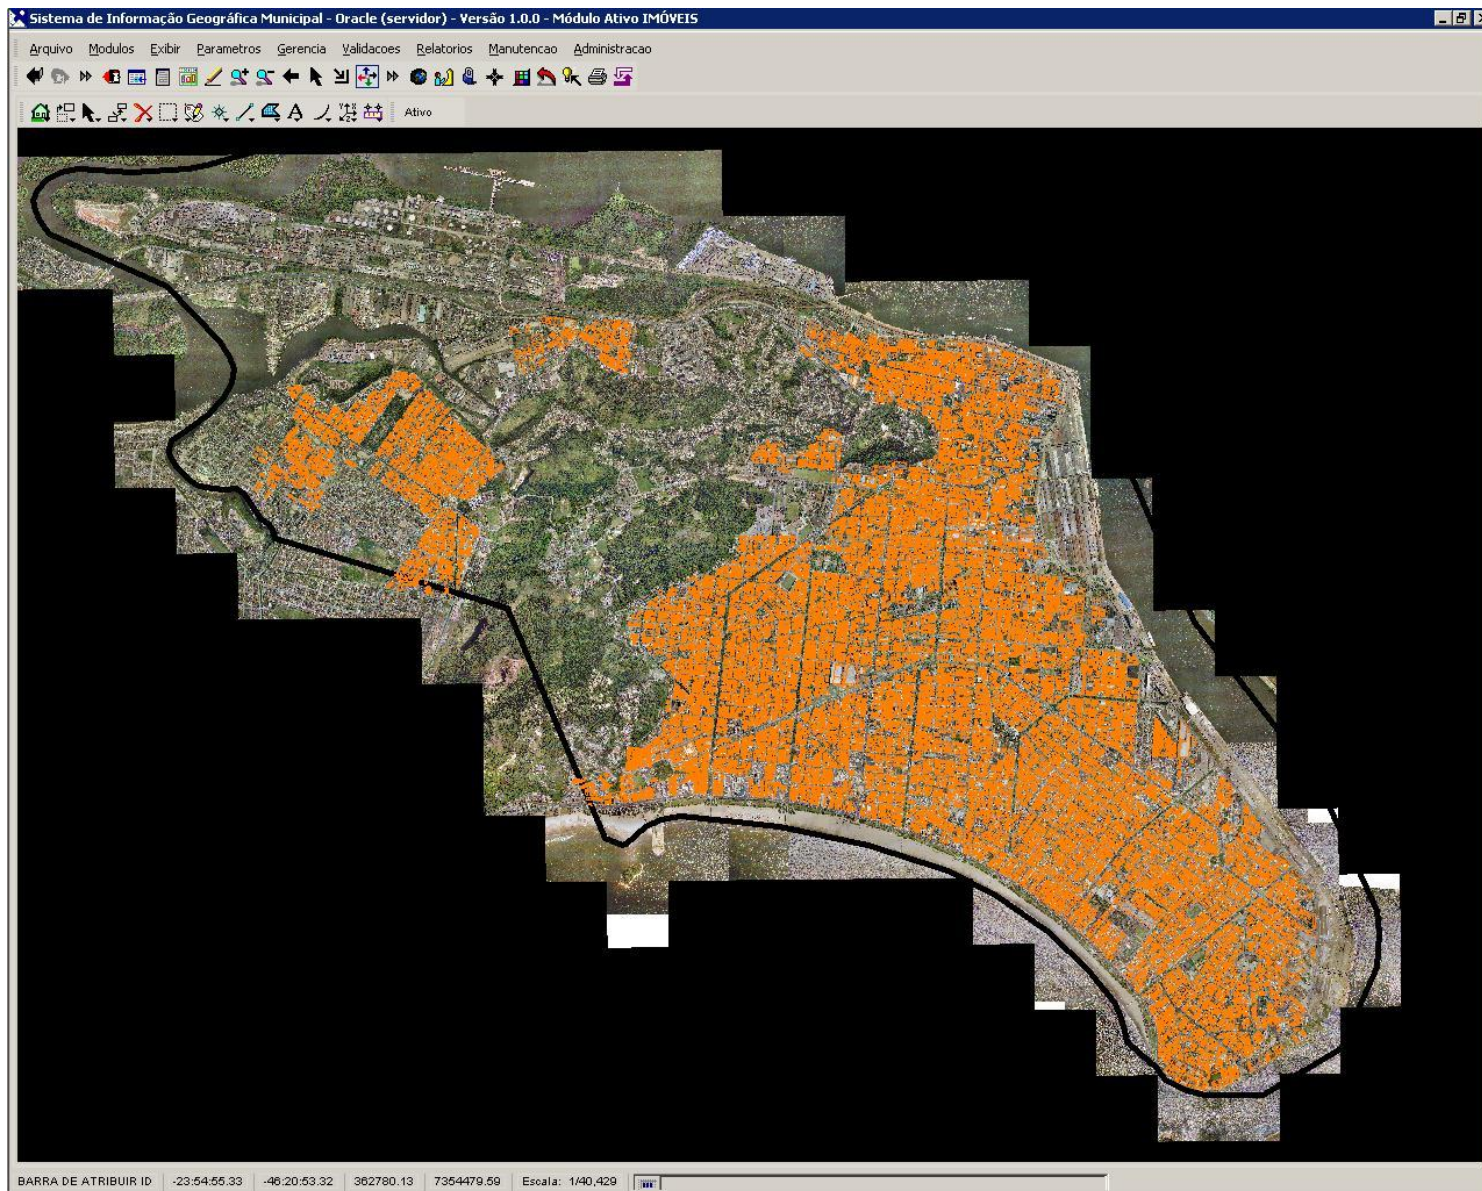 Sistema de Informação Geográfica Municipal - Oracle (servidor) - Versão 1.0.0 - Módulo Ativo IMÓVEIS
Arquivo Modulos Exibir Parametros Gerencia Validacoes Relatorios Manutencao Administracao
Ativo
BARRA DE ATRIBUIR ID -23:54:55.33 -46:20:53.32 362780.13 7354479.59 Escala: 1/40,429